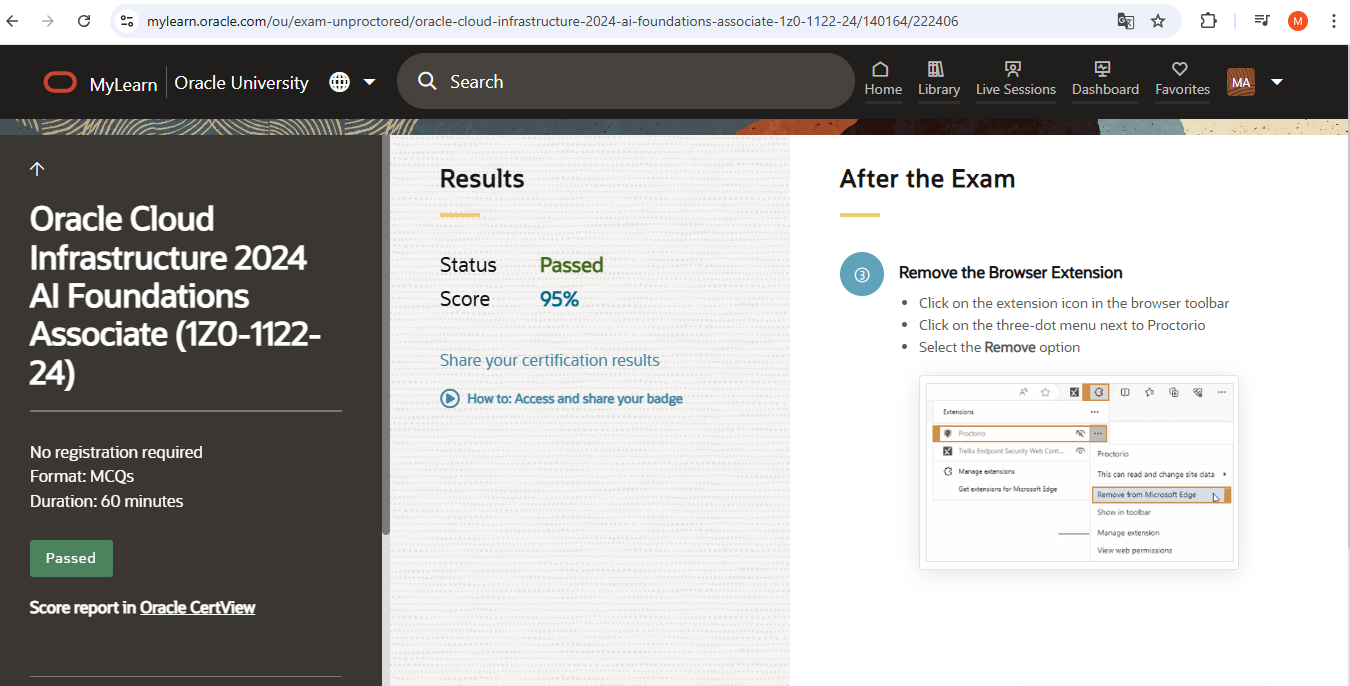 mylearn.oracle.com/ou/exam-unproctored/oracle-cloud-infrastructure-2024-ai-foundations-associate-1z0-1122-24/140164/222406
M
MyLearn
Oracle University
Search
Home
Library
Live Sessions
Dashboard
Favorites
MA
Oracle Cloud
Infrastructure 2024
AI Foundations
Associate (1Z0-1122-
24)
No registration required
Format: MCQs
Duration: 60 minutes
Passed
Score report in Oracle CertView
Results
Status Passed
Score 95%
Share your certification results
How to: Access and share your badge
After the Exam
3 Remove the Browser Extension
• Click on the extension icon in the browser toolbar
• Click on the three-dot menu next to Proctorio
• Select the Remove option
Extensions
Proctorio
Trellix Endpoint Security Web Cont...
Manage extensions
Get extensions for Microsoft Edge
Proctorio
This can read and change site data
Remove from Microsoft Edge
Show in toolbar
Manage extension
View web permissions